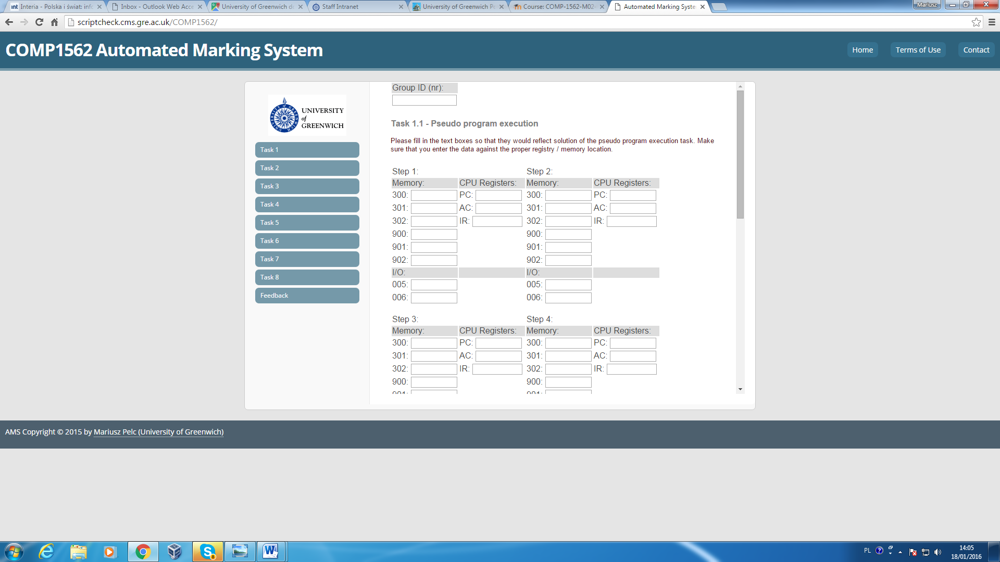 Interia - Polska i świat: info
Inbox - Outlook Web Acce
University of Greenwich do
Staff Intranet
University of Greenwich Po
Course: COMP-1562-M02-
Automated Marking Syste
Mariusz
scriptcheck.cms.gre.ac.uk/COMP1562/
COMP1562 Automated Marking System
Home
Terms of Use
Contact
UNIVERSITY
of
GREENWICH
Task 1
Task 2
Task 3
Task 4
Task 5
Task 6
Task 7
Task 8
Feedback
Group ID (nr):
Task 1.1 - Pseudo program execution
Please fill in the text boxes so that they would reflect solution of the pseudo program execution task. Make
sure that you enter the data against the proper registry / memory location.
Step 1: Step 2:
Memory: CPU Registers: Memory: CPU Registers:
300: PC: 300: PC:
301: AC: 301: AC:
302: IR: 302: IR:
900: 900:
901: 901:
902: 902:
I/O: I/O:
005: 005:
006: 006:
Step 3: Step 4:
Memory: CPU Registers: Memory: CPU Registers:
300: PC: 300: PC:
301: AC: 301: AC:
302: IR: 302: IR:
900: 900:
901: 901:
AMS Copyright © 2015 by Mariusz Pelc (University of Greenwich)
PL
14:05
18/01/2016